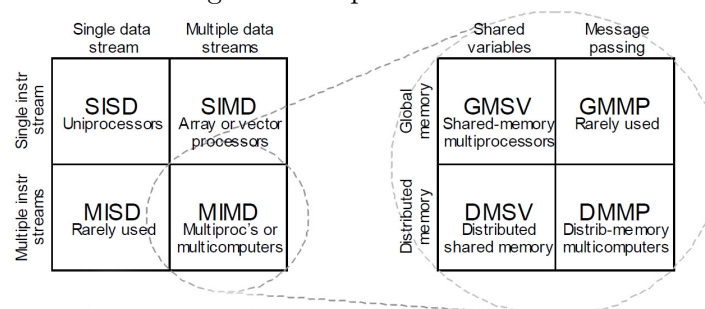 Single data
stream
Multiple data
streams
Single instr
stream
SISD
Uniprocessors
SIMD
Array or vector
processors
Multiple instr
streams
MISD
Rarely used
MIMD
Multiproc's or
multicomputers
Shared
variables
Message
passing
Global
memory
GMSV
Shared-memory
multiprocessors
GMMP
Rarely used
Distributed
memory
DMSV
Distributed
shared memory
DMMP
Distrib-memory
multicomputers